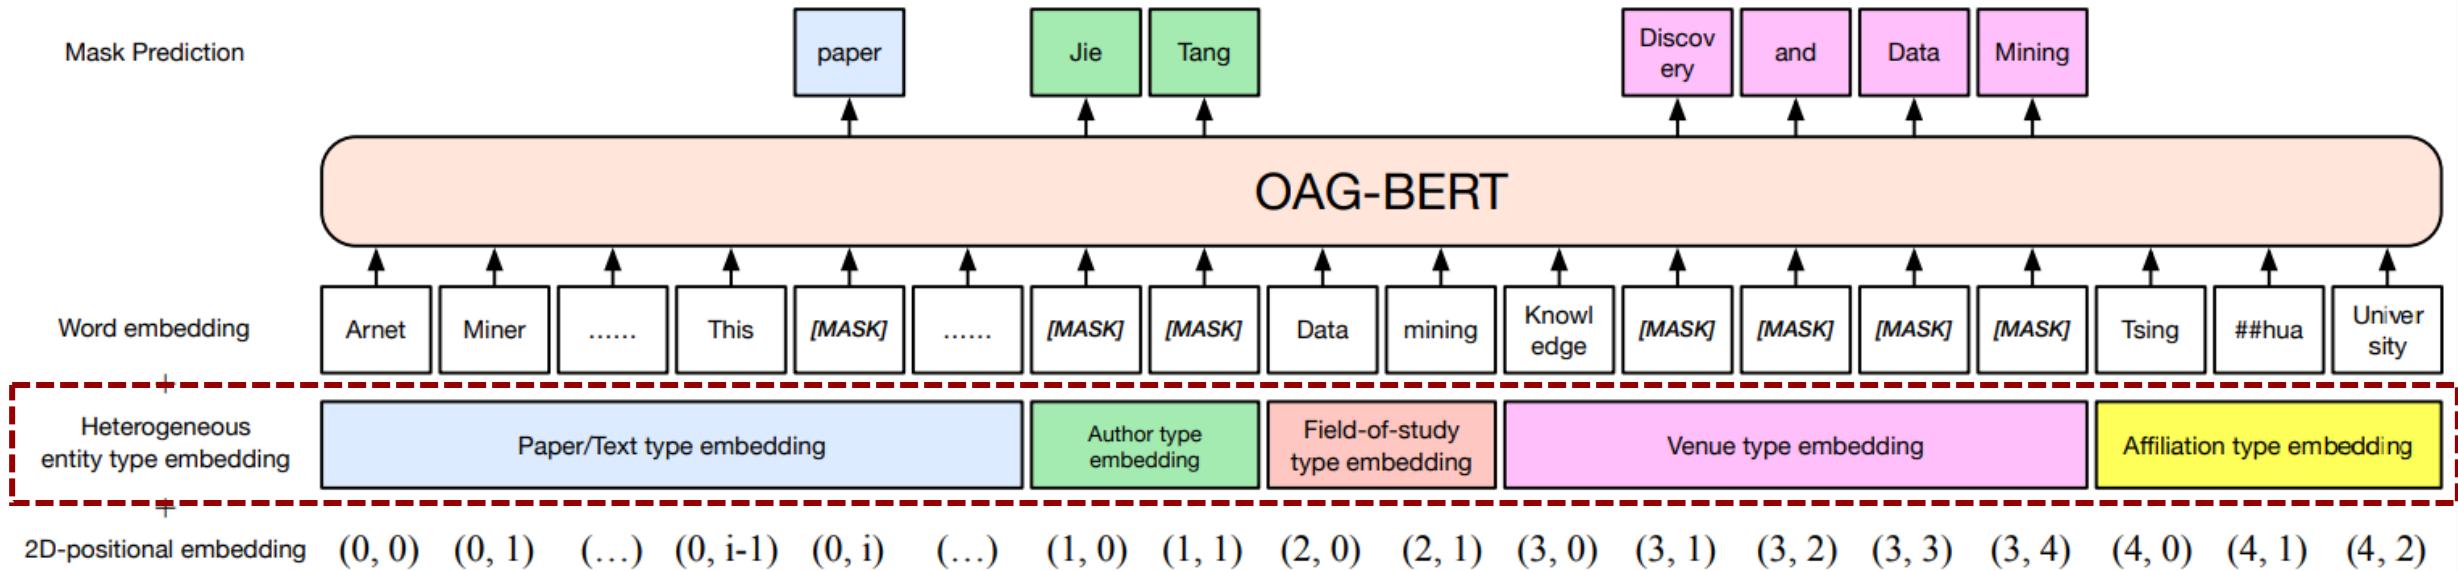 Mask Prediction
paper
Jie
Tang
Discov
ery
and
Data
Mining
OAG-BERT
Word embedding
Arnet
Miner
......
This
[MASK]
......
[MASK]
[MASK]
Data
mining
Knowl
edge
[MASK]
[MASK]
[MASK]
[MASK]
Tsing
##hua
Univer
sity
+
Heterogeneous
entity type embedding
Paper/Text type embedding
Author type
embedding
Field-of-study
type embedding
Venue type embedding
Affiliation type embedding
+
2D-positional embedding
(0, 0)
(0, 1)
(...)
(0, i-1)
(0, i)
(...)
(1, 0)
(1, 1)
(2, 0)
(2, 1)
(3, 0)
(3, 1)
(3, 2)
(3, 3)
(3, 4)
(4, 0)
(4, 1)
(4, 2)